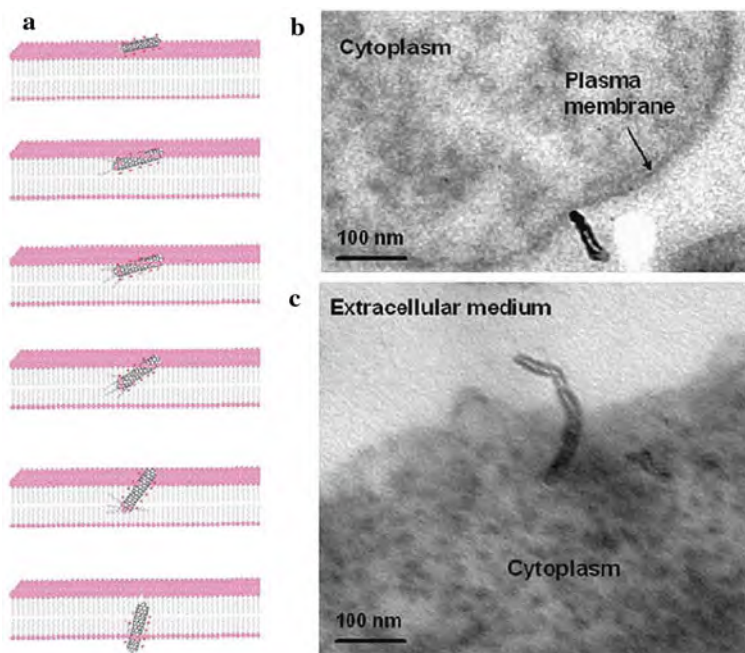 a
b
Cytoplasm
Plasma
membrane
100 nm
c
Extracellular medium
Cytoplasm
100 nm